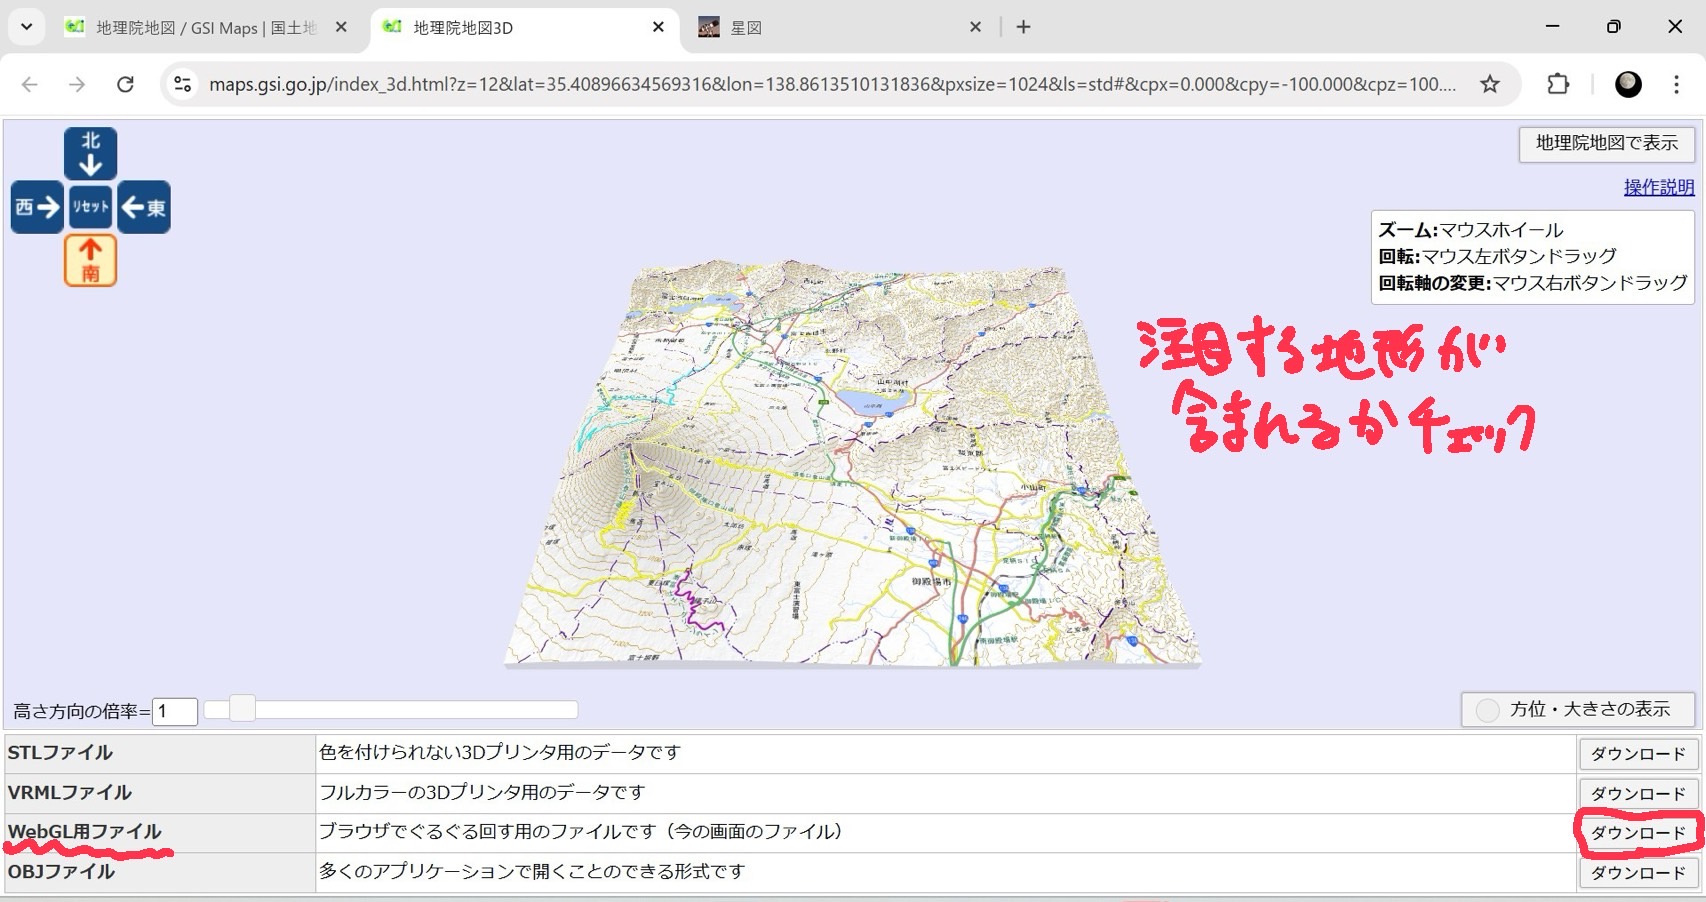 地理院地図 / GSI Maps | 国土地
地理院地図3D
星図
maps.gsi.go.jp/index_3d.html?z=12&lat=35.40896634569316&lon=138.8613510131836&pxsize=1024&ls=std#&cpx=0.000&cpy=-100.000&cpz=100....
北
西
リセット
東
南
地理院地図で表示
操作説明
ズーム:マウスホイール
回転:マウス左ボタンドラッグ
回転軸の変更:マウス右ボタンドラッグ
注目する地形が
含まれるかチェック
山中湖村
小山町
御殿場市
東富士演習場
高さ方向の倍率=1
方位・大きさの表示
STLファイル 色を付けられない3Dプリンタ用のデータです ダウンロード
VRMLファイル フルカラーの3Dプリンタ用のデータです ダウンロード
WebGL用ファイル ブラウザでぐるぐる回す用のファイルです（今の画面のファイル） ダウンロード
OBJファイル 多くのアプリケーションで開くことのできる形式です ダウンロード